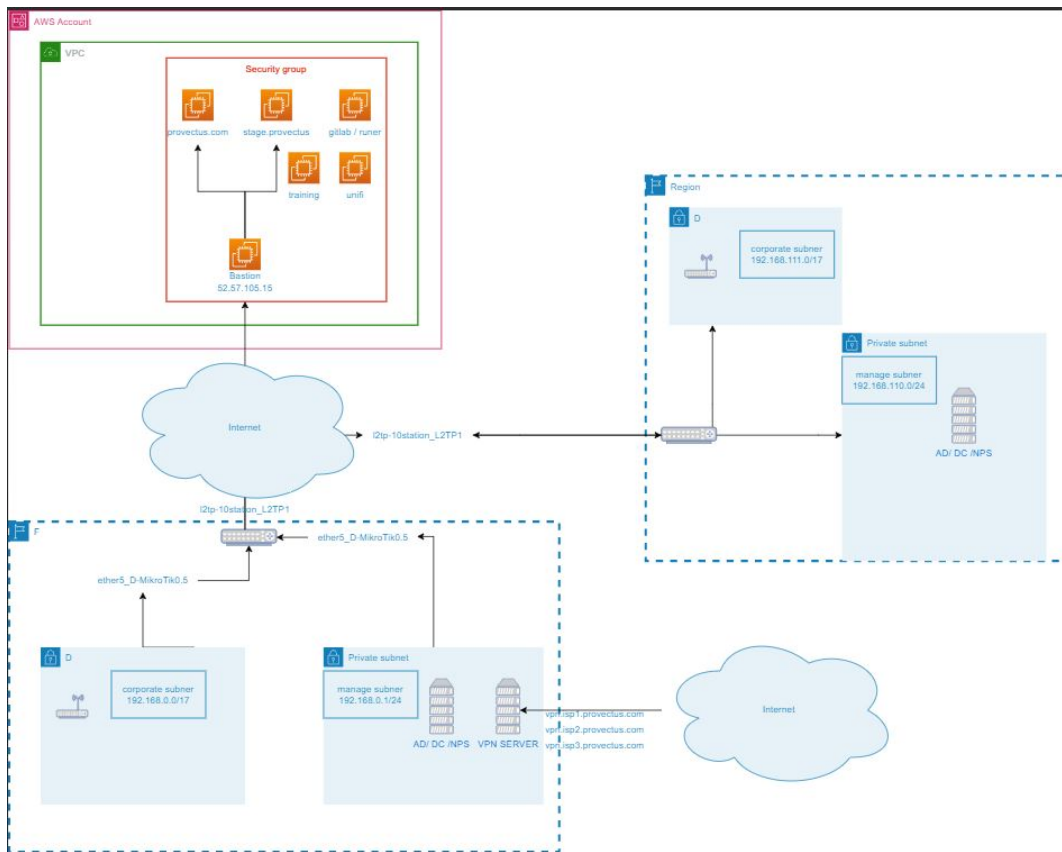 AWS Account
VPC
Security group
provectus.com
stage.provectus
gitlab / runer
training
unifi
Bastion
52.57.105.15
Internet
l2tp-10station_L2TP1
l2tp-10station_L2TP1
Region
D
corporate subner
192.168.111.0/17
Private subnet
manage subner
192.168.110.0/24
AD/ DC /NPS
F
ether5_D-MikroTik0.5
ether5_D-MikroTik0.5
D
corporate subner
192.168.0.0/17
Private subnet
manage subner
192.168.0.1/24
AD/ DC /NPS
VPN SERVER
vpn.isp1.provectus.com
vpn.isp2.provectus.com
vpn.isp3.provectus.com
Internet